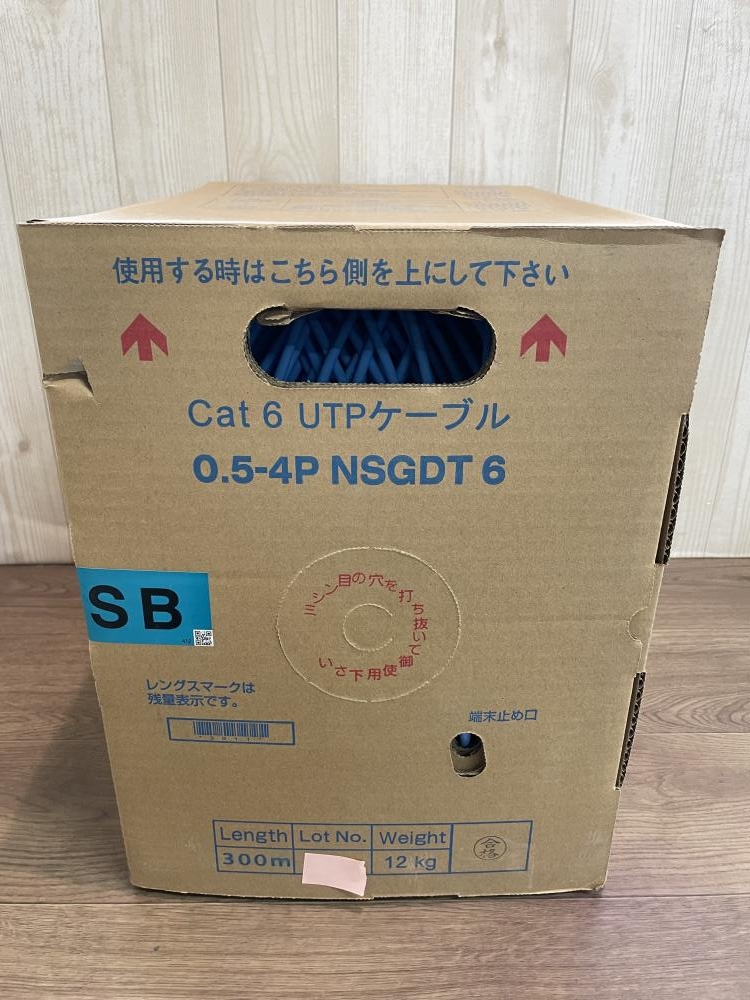 使用する時はこちら側を上にして下さい
Cat 6 UTPケーブル
0.5-4P NSGDT 6
ミシン目の穴を打ち抜いて御使用下さい
SB
レングスマークは
残量表示です。
端末止め口
Length Lot No. Weight
300m 12 kg
合格